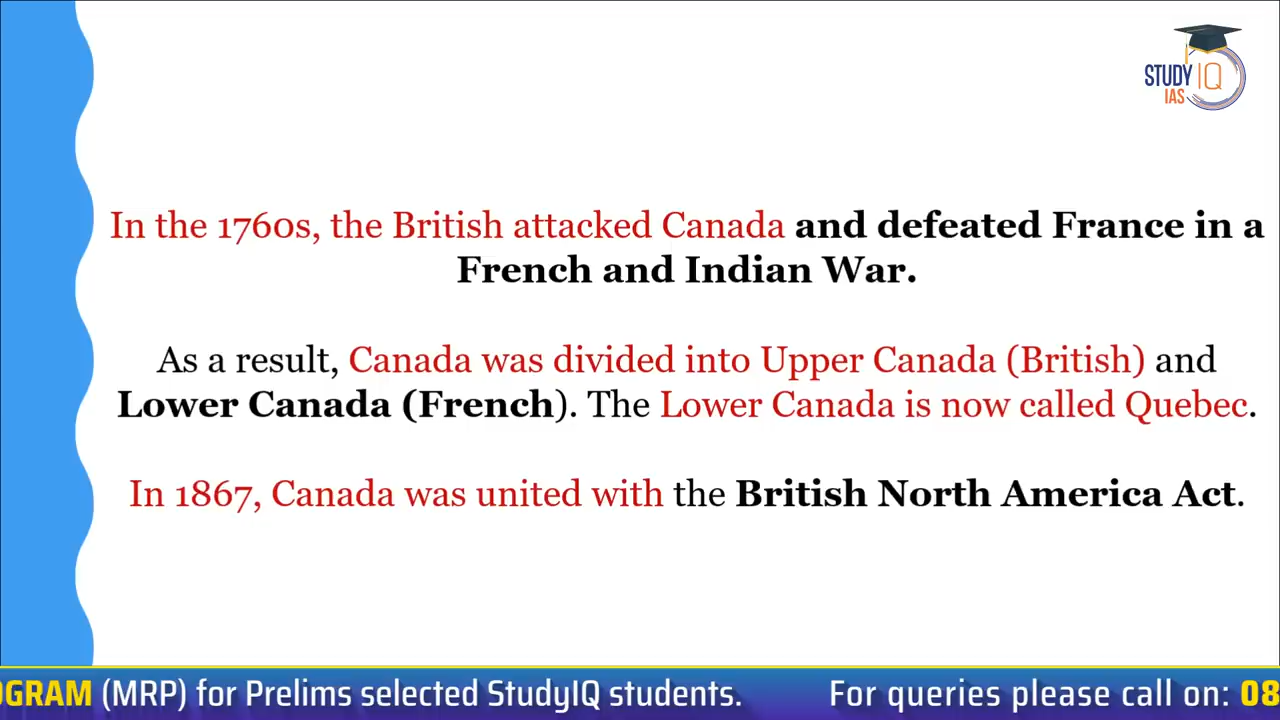 STUDY IQ
IAS
In the 1760s, the British attacked Canada and defeated France in a
French and Indian War.
As a result, Canada was divided into Upper Canada (British) and
Lower Canada (French). The Lower Canada is now called Quebec.
In 1867, Canada was united with the British North America Act.
OGRAM (MRP) for Prelims selected StudyIQ students. For queries please call on: 08